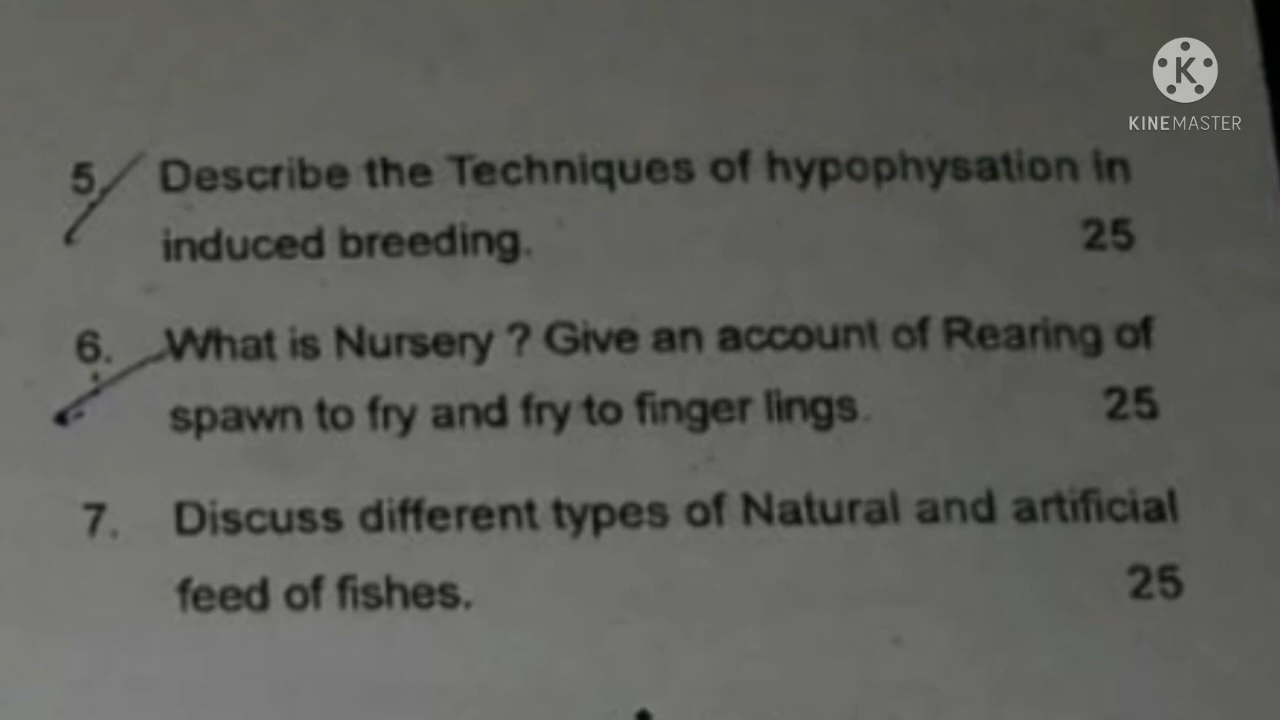 KINEMASTER
5. Describe the Techniques of hypophysation in
induced breeding. 25
6. What is Nursery ? Give an account of Rearing of
spawn to fry and fry to finger lings. 25
7. Discuss different types of Natural and artificial
feed of fishes. 25